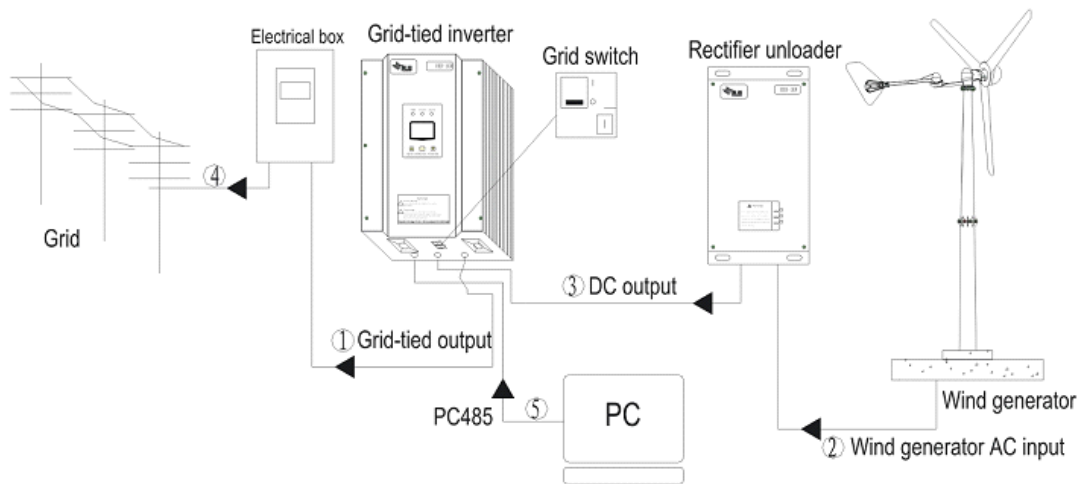 Electrical box
Grid-tied inverter
Grid switch
Rectifier unloader
④
Grid
③ DC output
① Grid-tied output
PC485
⑤
PC
Wind generator
② Wind generator AC input